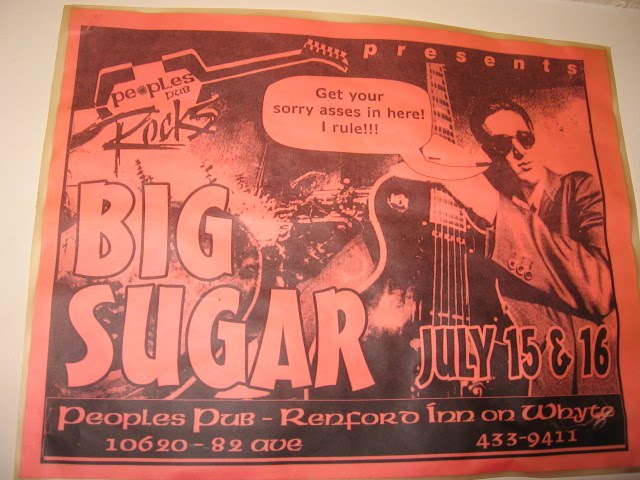 peoples
pub
Rocks
presents
Get your
sorry asses in here!
I rule!!!
BIG
SUGAR
JULY 15 & 16
Peoples Pub - Renford Inn on Whyte
10620 - 82 ave 433-9411